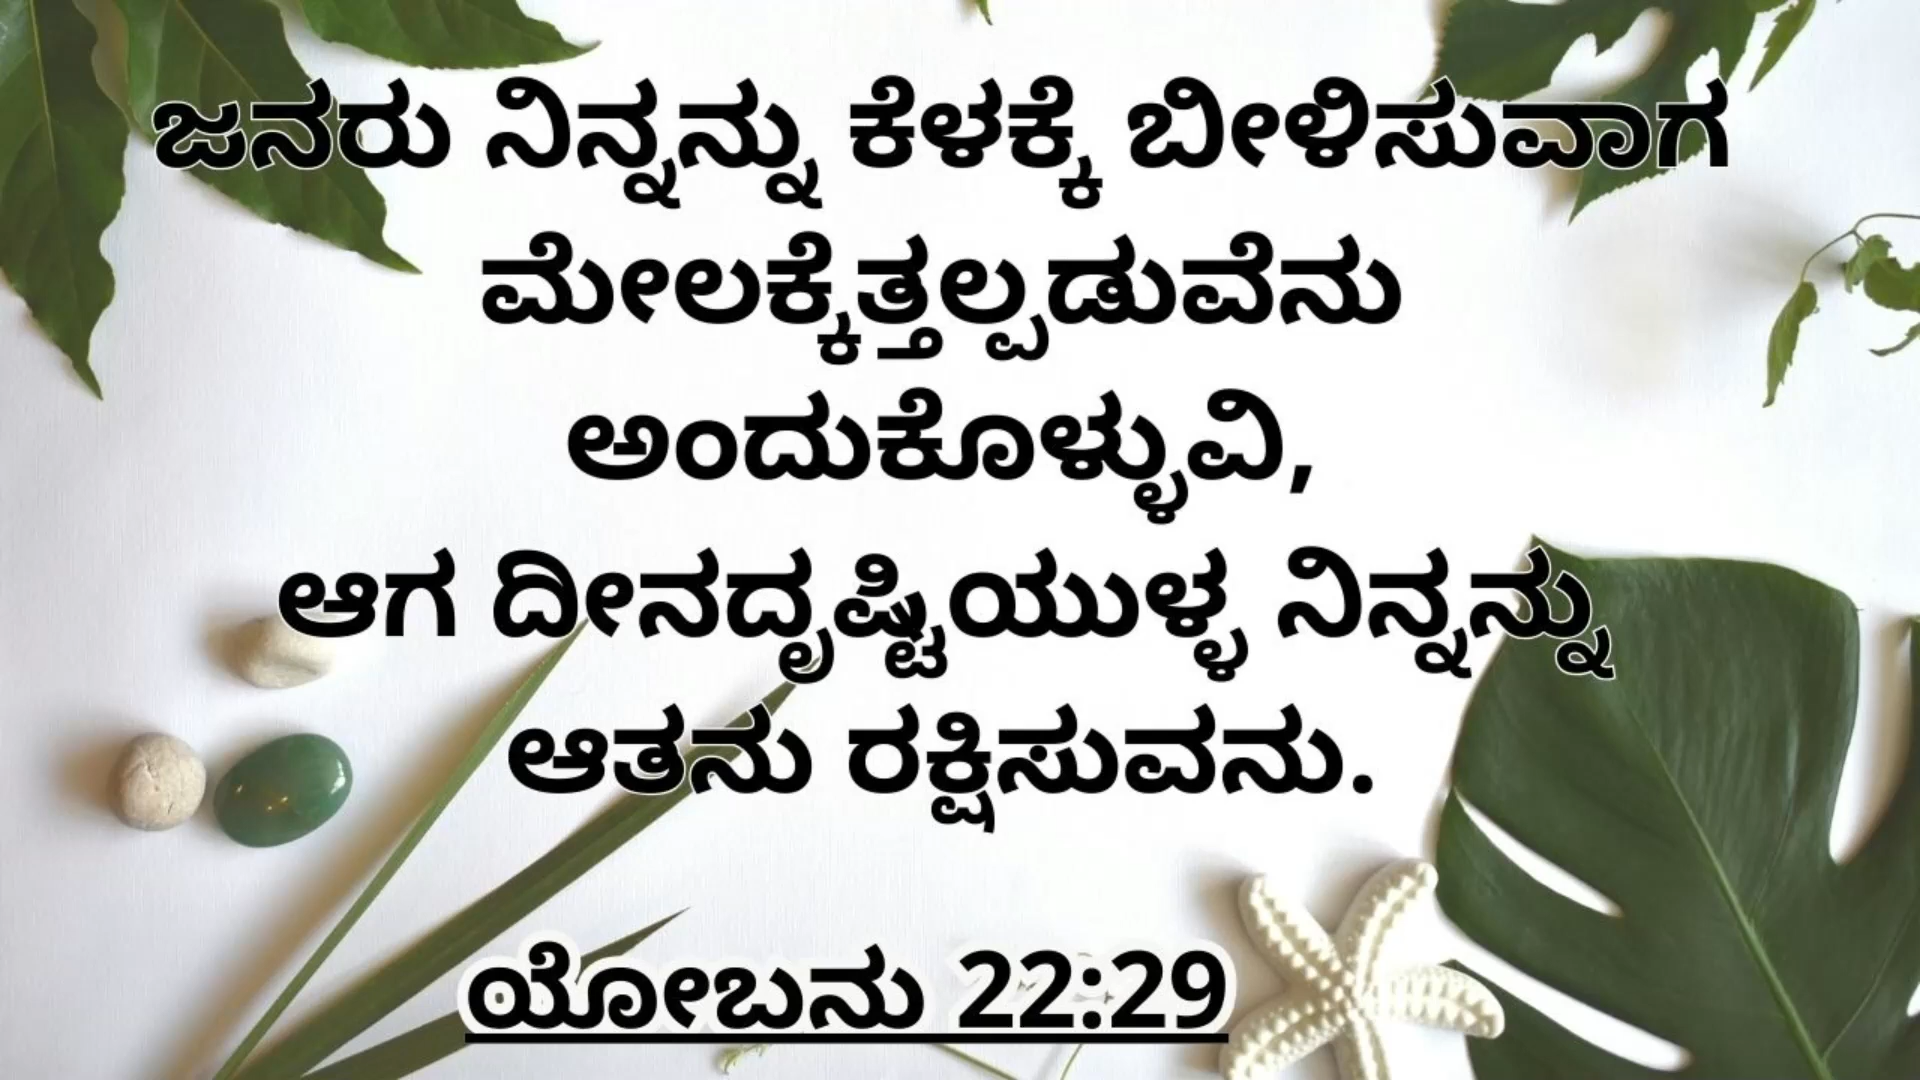 ಜನರು ನಿನ್ನನ್ನು ಕೆಳಕ್ಕೆ ಬೀಳಿಸುವಾಗ
ಮೇಲಕ್ಕೆತ್ತಲ್ಪಡುವೆನು
ಅಂದುಕೊಳ್ಳುವಿ,
ಆಗ ದೀನದೃಷ್ಟಿಯುಳ್ಳ ನಿನ್ನನ್ನು
ಆತನು ರಕ್ಷಿಸುವನು.
ಯೋಬನು 22:29